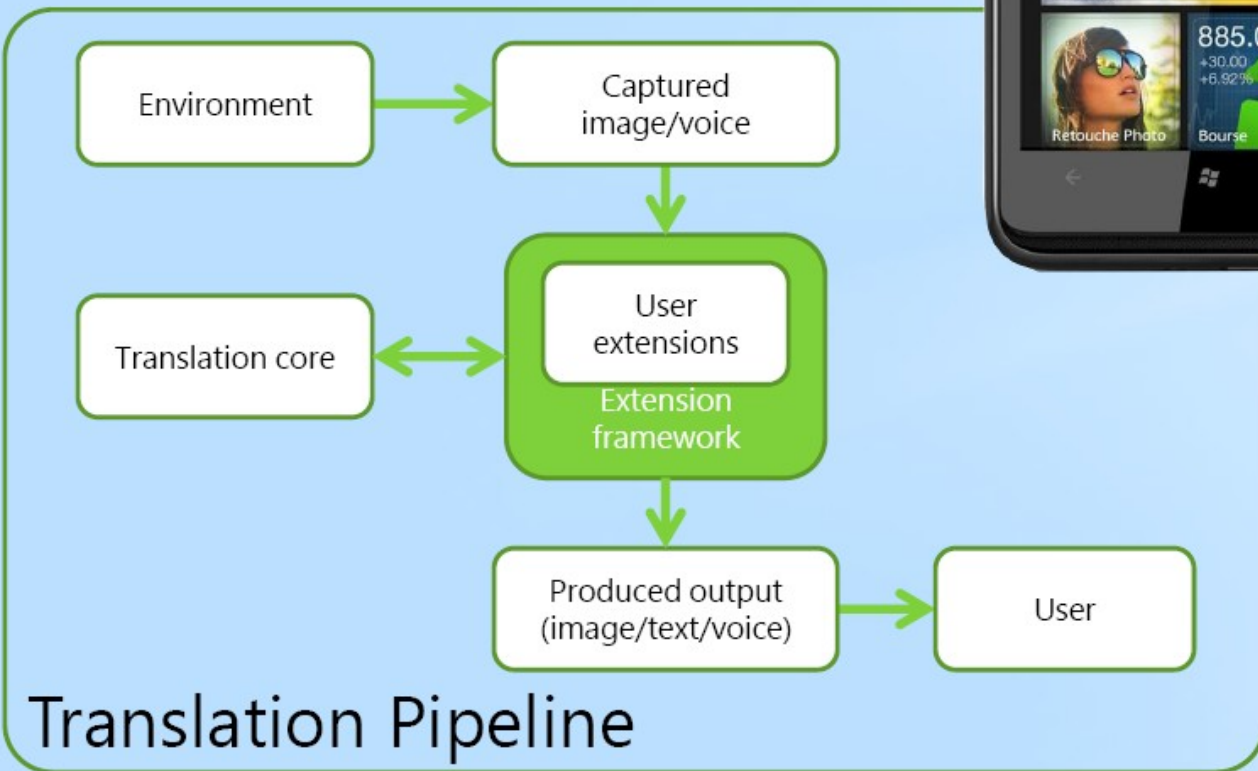 885.
+30.00
+6.92%
Retouche Photo
Bourse
Environment
Captured
image/voice
User
extensions
Translation core
Extension
framework
Produced output
(image/text/voice)
User
Translation Pipeline